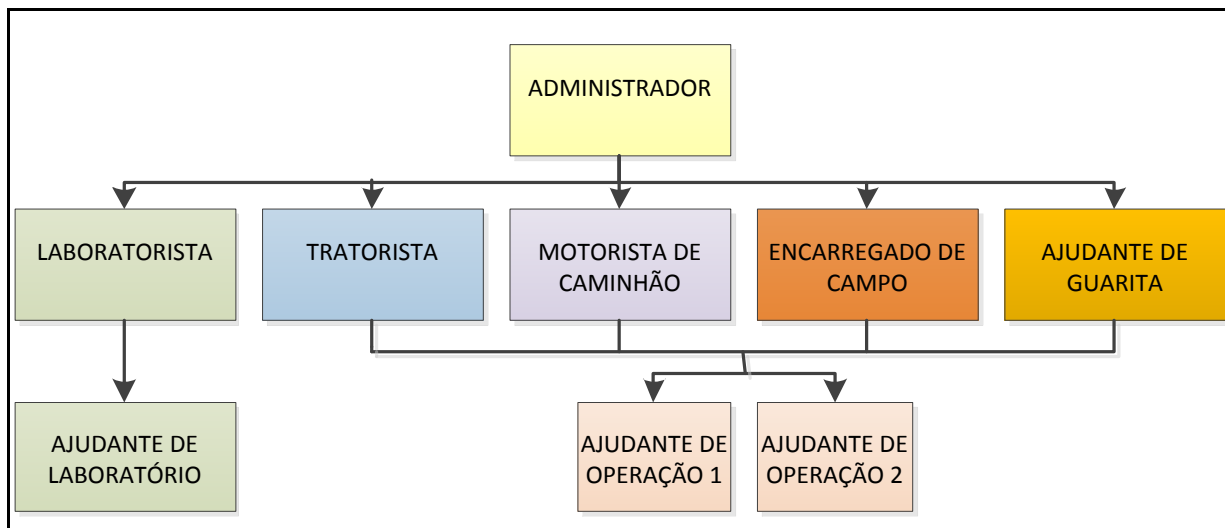 ADMINISTRADOR
LABORATORISTA
TRATORISTA
MOTORISTA DE
CAMINHÃO
ENCARREGADO DE
CAMPO
AJUDANTE DE
GUARITA
AJUDANTE DE
LABORATÓRIO
AJUDANTE DE
OPERAÇÃO 1
AJUDANTE DE
OPERAÇÃO 2